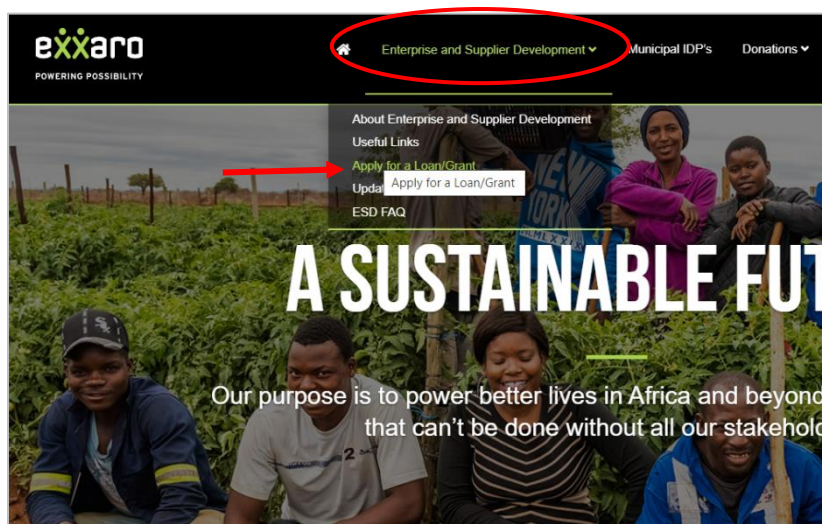 exxaro
POWERING POSSIBILITY
Enterprise and Supplier Development
Municipal IDP's
Donations
About Enterprise and Supplier Development
Useful Links
Apply for a Loan/Grant
Apply for a Loan/Grant
ESD FAQ
NEW
YORK
A SUSTAINABLE
Our purpose is to power better lives in Africa and beyond
that can't be done without all our